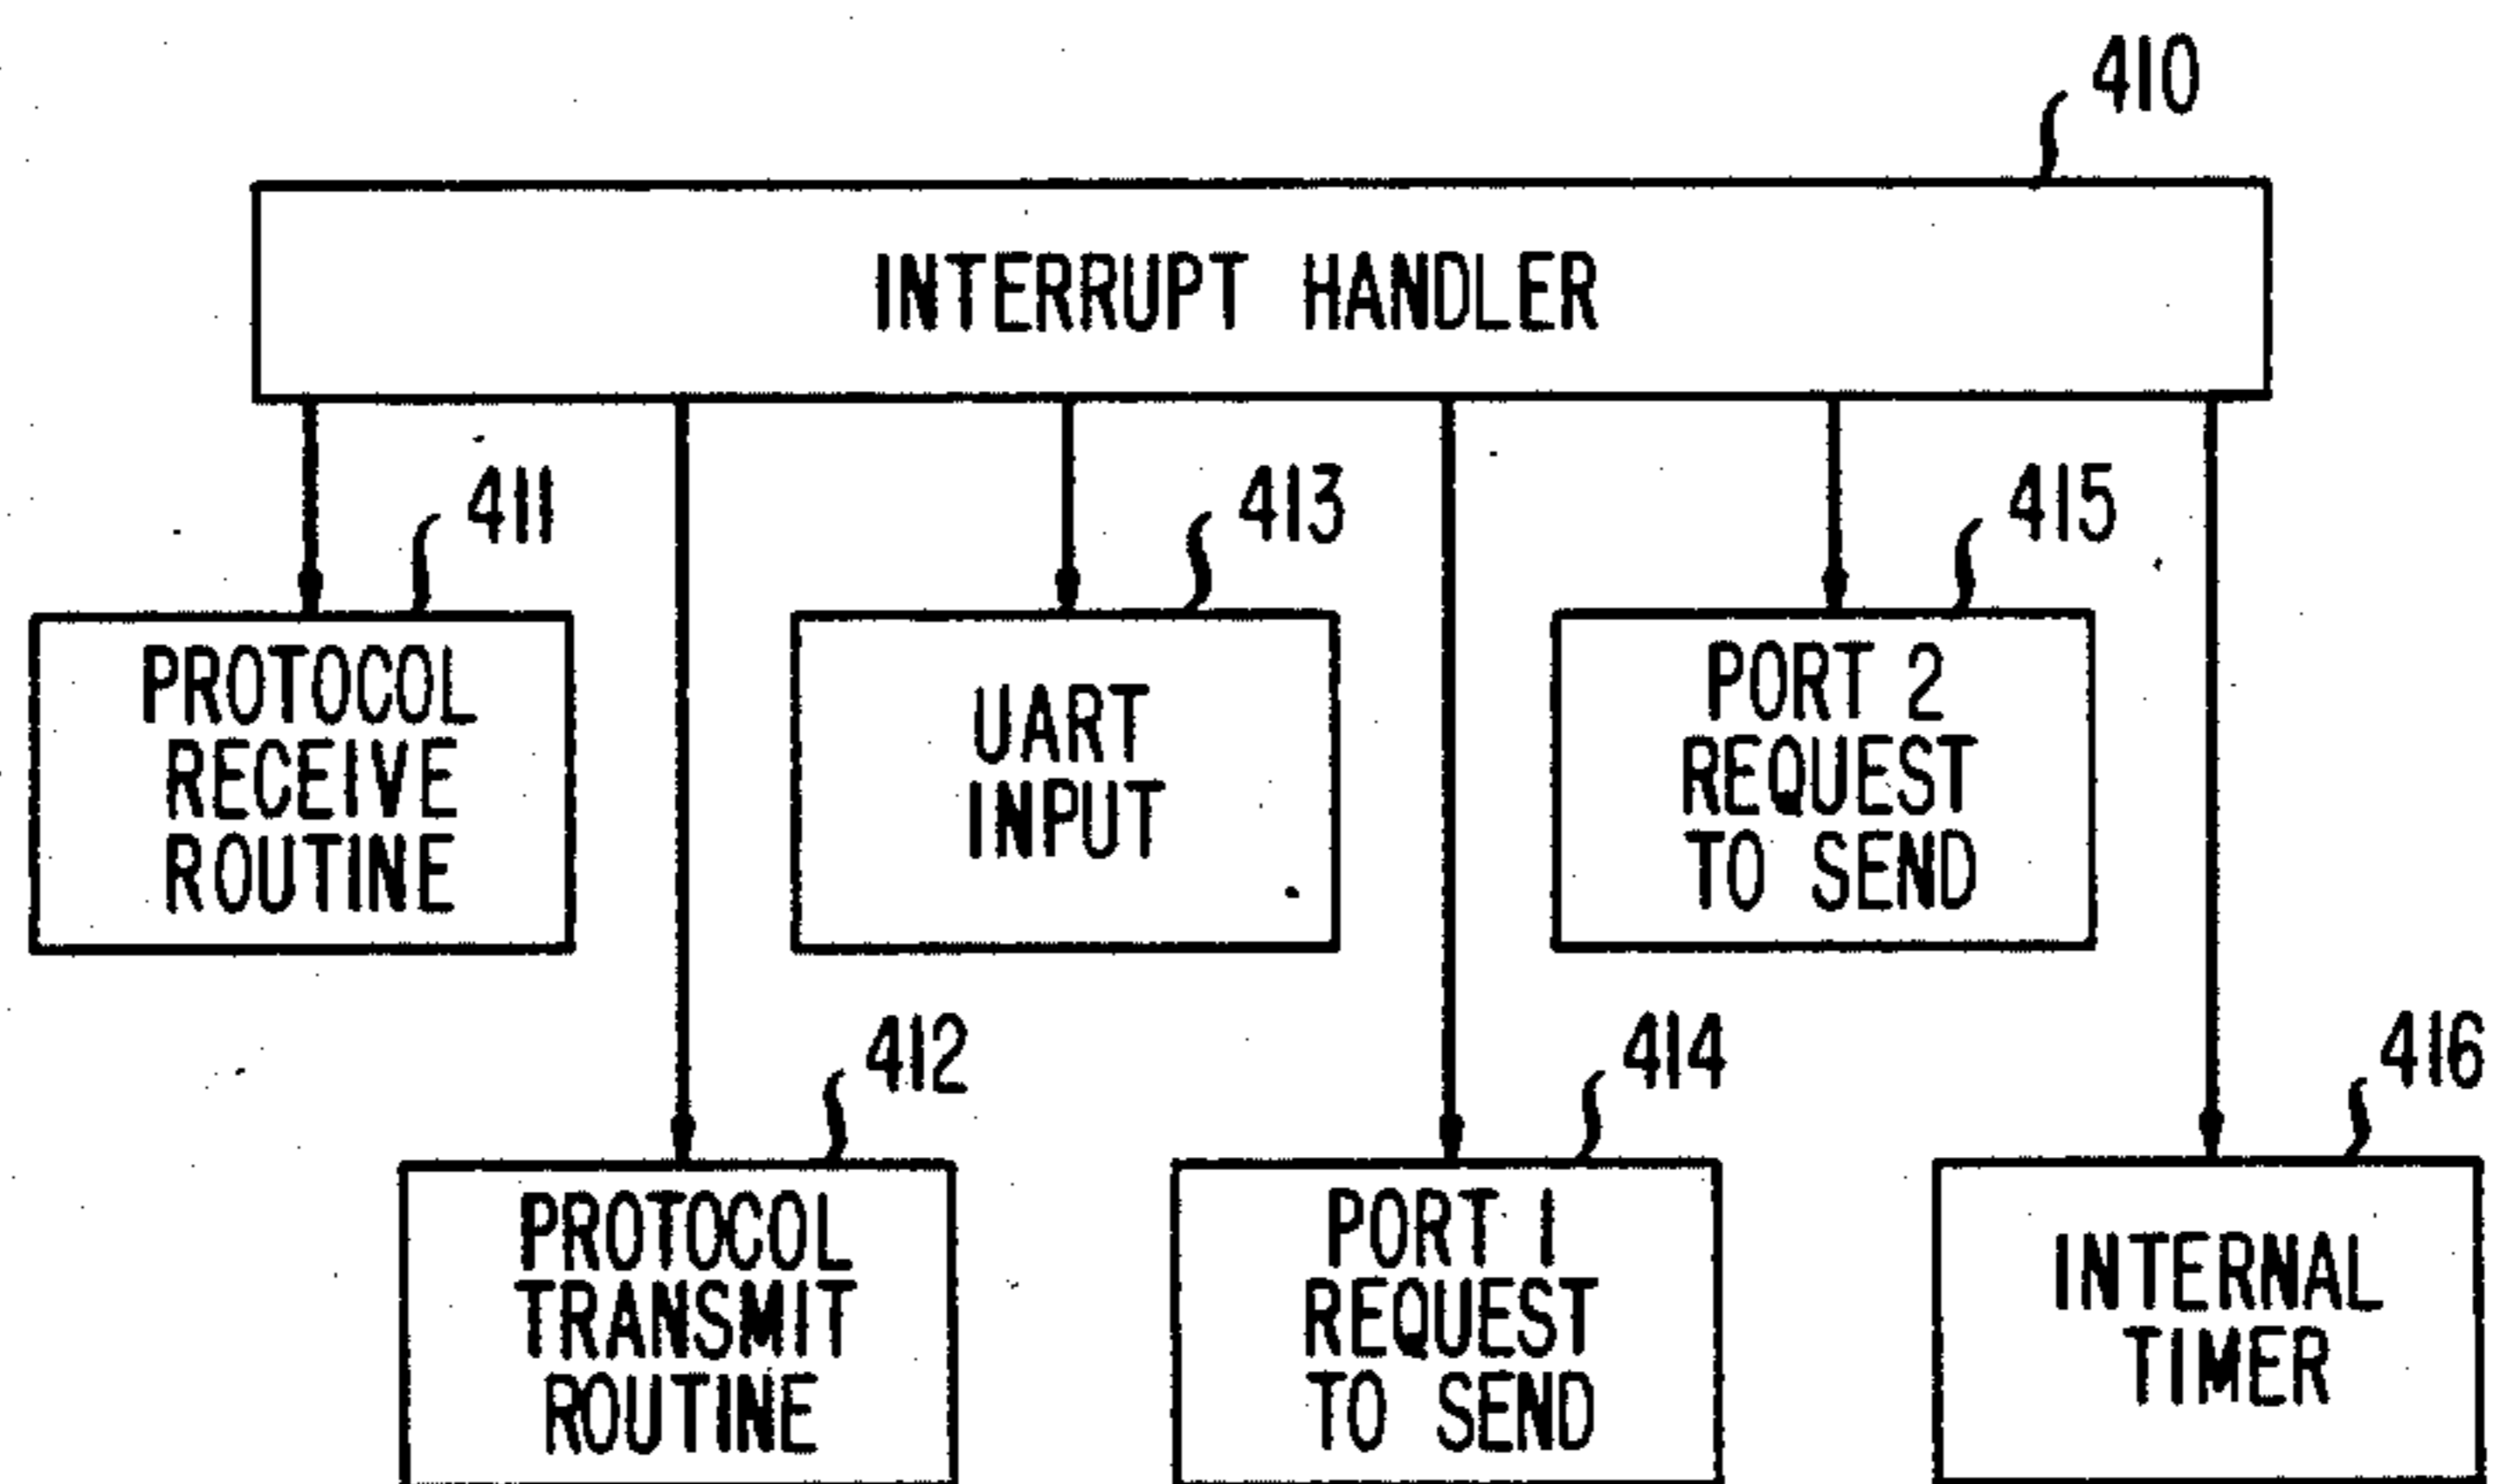 410
INTERRUPT HANDLER
411
413
415
PROTOCOL
RECEIVE
ROUTINE
UART
INPUT
PORT 2
REQUEST
TO SEND
412
414
416
PROTOCOL
TRANSMIT
ROUTINE
PORT 1
REQUEST
TO SEND
INTERNAL
TIMER